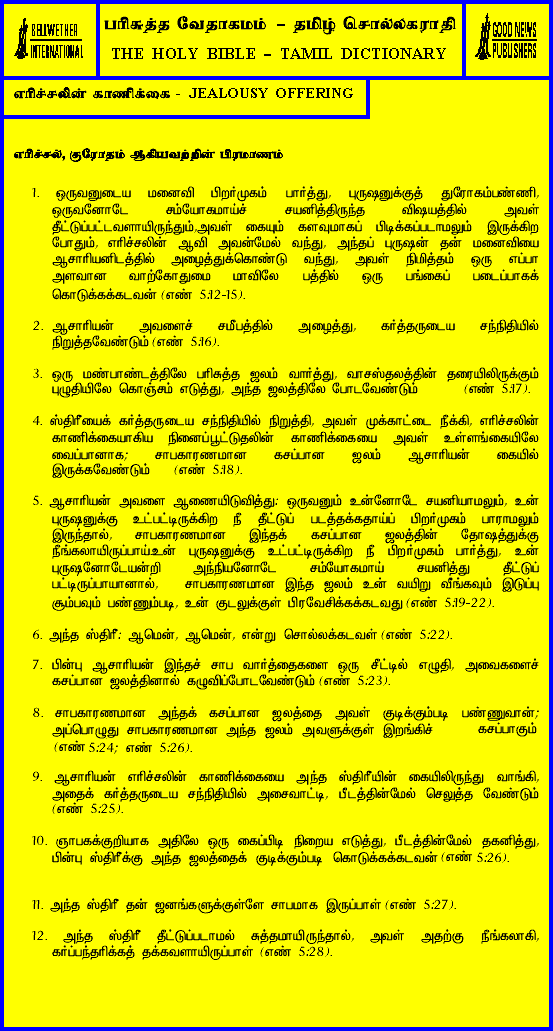 BELLWETHER
INTERNATIONAL
பரிசுத்த வேதாகமம் – தமிழ் சொல்லகராதி
THE HOLY BIBLE – TAMIL DICTIONARY
GOOD NEWS
PUBLISHERS
எரிச்சலின் காணிக்கை - JEALOUSY OFFERING
எரிச்சல், குரோதம் ஆகியவற்றின் பிரமாணம்
1. ஒருவனுடைய மனைவி பிறர்முகம் பார்த்து, புருஷனுக்குத் துரோகம்பண்ணி,
ஒருவனோடே சம்யோகமாய்ச் சயனித்திருந்த விஷயத்தில் அவள்
தீட்டுப்பட்டவளாயிருந்தும்,அவள் கையும் களவுமாகப் பிடிக்கப்படாமலும் இருக்கிற
போதும், எரிச்சலின் ஆவி அவன்மேல் வந்து, அந்தப் புருஷன் தன் மனைவியை
ஆசாரியனிடத்தில் அழைத்துக்கொண்டு வந்து, அவள் நிமித்தம் ஒரு எப்பா
அளவான வாற்கோதுமை மாவிலே பத்தில் ஒரு பங்கைப் படைப்பாகக்
கொடுக்கக்கடவன் (எண் 5:12-15).
2. ஆசாரியன் அவளைச் சமீபத்தில் அழைத்து, கர்த்தருடைய சந்நிதியில்
நிறுத்தவேண்டும் (எண் 5:16).
3. ஒரு மண்பாண்டத்திலே பரிசுத்த ஜலம் வார்த்து, வாசஸ்தலத்தின் தரையிலிருக்கும்
புழுதியிலே கொஞ்சம் எடுத்து, அந்த ஜலத்திலே போடவேண்டும் (எண் 5:17).
4. ஸ்திரீயைக் கர்த்தருடைய சந்நிதியில் நிறுத்தி, அவள் முக்காட்டை நீக்கி, எரிச்சலின்
காணிக்கையாகிய நினைப்பூட்டுதலின் காணிக்கையை அவள் உள்ளங்கையிலே
வைப்பானாக; சாபகாரணமான கசப்பான ஜலம் ஆசாரியன் கையில்
இருக்கவேண்டும் (எண் 5:18).
5. ஆசாரியன் அவளை ஆணையிடுவித்து: ஒருவனும் உன்னோடே சயனியாமலும், உன்
புருஷனுக்கு உட்பட்டிருக்கிற நீ தீட்டுப் படத்தக்கதாய்ப் பிறர்முகம் பாராமலும்
இருந்தால், சாபகாரணமான இந்தக் கசப்பான ஜலத்தின் தோஷத்துக்கு
நீங்கலாயிருப்பாய்.உன் புருஷனுக்கு உட்பட்டிருக்கிற நீ பிறர்முகம் பார்த்து, உன்
புருஷனோடேயன்றி அந்நியனோடே சம்யோகமாய் சயனித்து தீட்டுப்
பட்டிருப்பாயானால், சாபகாரணமான இந்த ஜலம் உன் வயிறு வீங்கவும் இடுப்பு
சூம்பவும் பண்ணும்படி, உன் குடலுக்குள் பிரவேசிக்கக்கடவது (எண் 5:19-22).
6. அந்த ஸ்திரீ: ஆமென், ஆமென், என்று சொல்லக்கடவள் (எண் 5:22).
7. பின்பு ஆசாரியன் இந்தச் சாப வார்த்தைகளை ஒரு சீட்டில் எழுதி, அவைகளைச்
கசப்பான ஜலத்தினால் கழுவிப்போடவேண்டும் (எண் 5:23).
8. சாபகாரணமான அந்தக் கசப்பான ஜலத்தை அவள் குடிக்கும்படி பண்ணுவான்;
அப்பொழுது சாபகாரணமான அந்த ஜலம் அவளுக்குள் இறங்கிச் கசப்பாகும்
(எண் 5:24; எண் 5:26).
9. ஆசாரியன் எரிச்சலின் காணிக்கையை அந்த ஸ்திரீயின் கையிலிருந்து வாங்கி,
அதைக் கர்த்தருடைய சந்நிதியில் அசைவாட்டி, பீடத்தின்மேல் செலுத்த வேண்டும்
(எண் 5:25).
10. ஞாபகக்குறியாக அதிலே ஒரு கைப்பிடி நிறைய எடுத்து, பீடத்தின்மேல் தகனித்து,
பின்பு ஸ்திரீக்கு அந்த ஜலத்தைக் குடிக்கும்படி கொடுக்கக்கடவன் (எண் 5:26).
11. அந்த ஸ்திரீ தன் ஜனங்களுக்குள்ளே சாபமாக இருப்பாள் (எண் 5:27).
12. அந்த ஸ்திரீ தீட்டுப்படாமல் சுத்தமாயிருந்தால், அவள் அதற்கு நீங்கலாகி,
கர்ப்பந்தரிக்கத் தக்கவளாயிருப்பாள் (எண் 5:28).